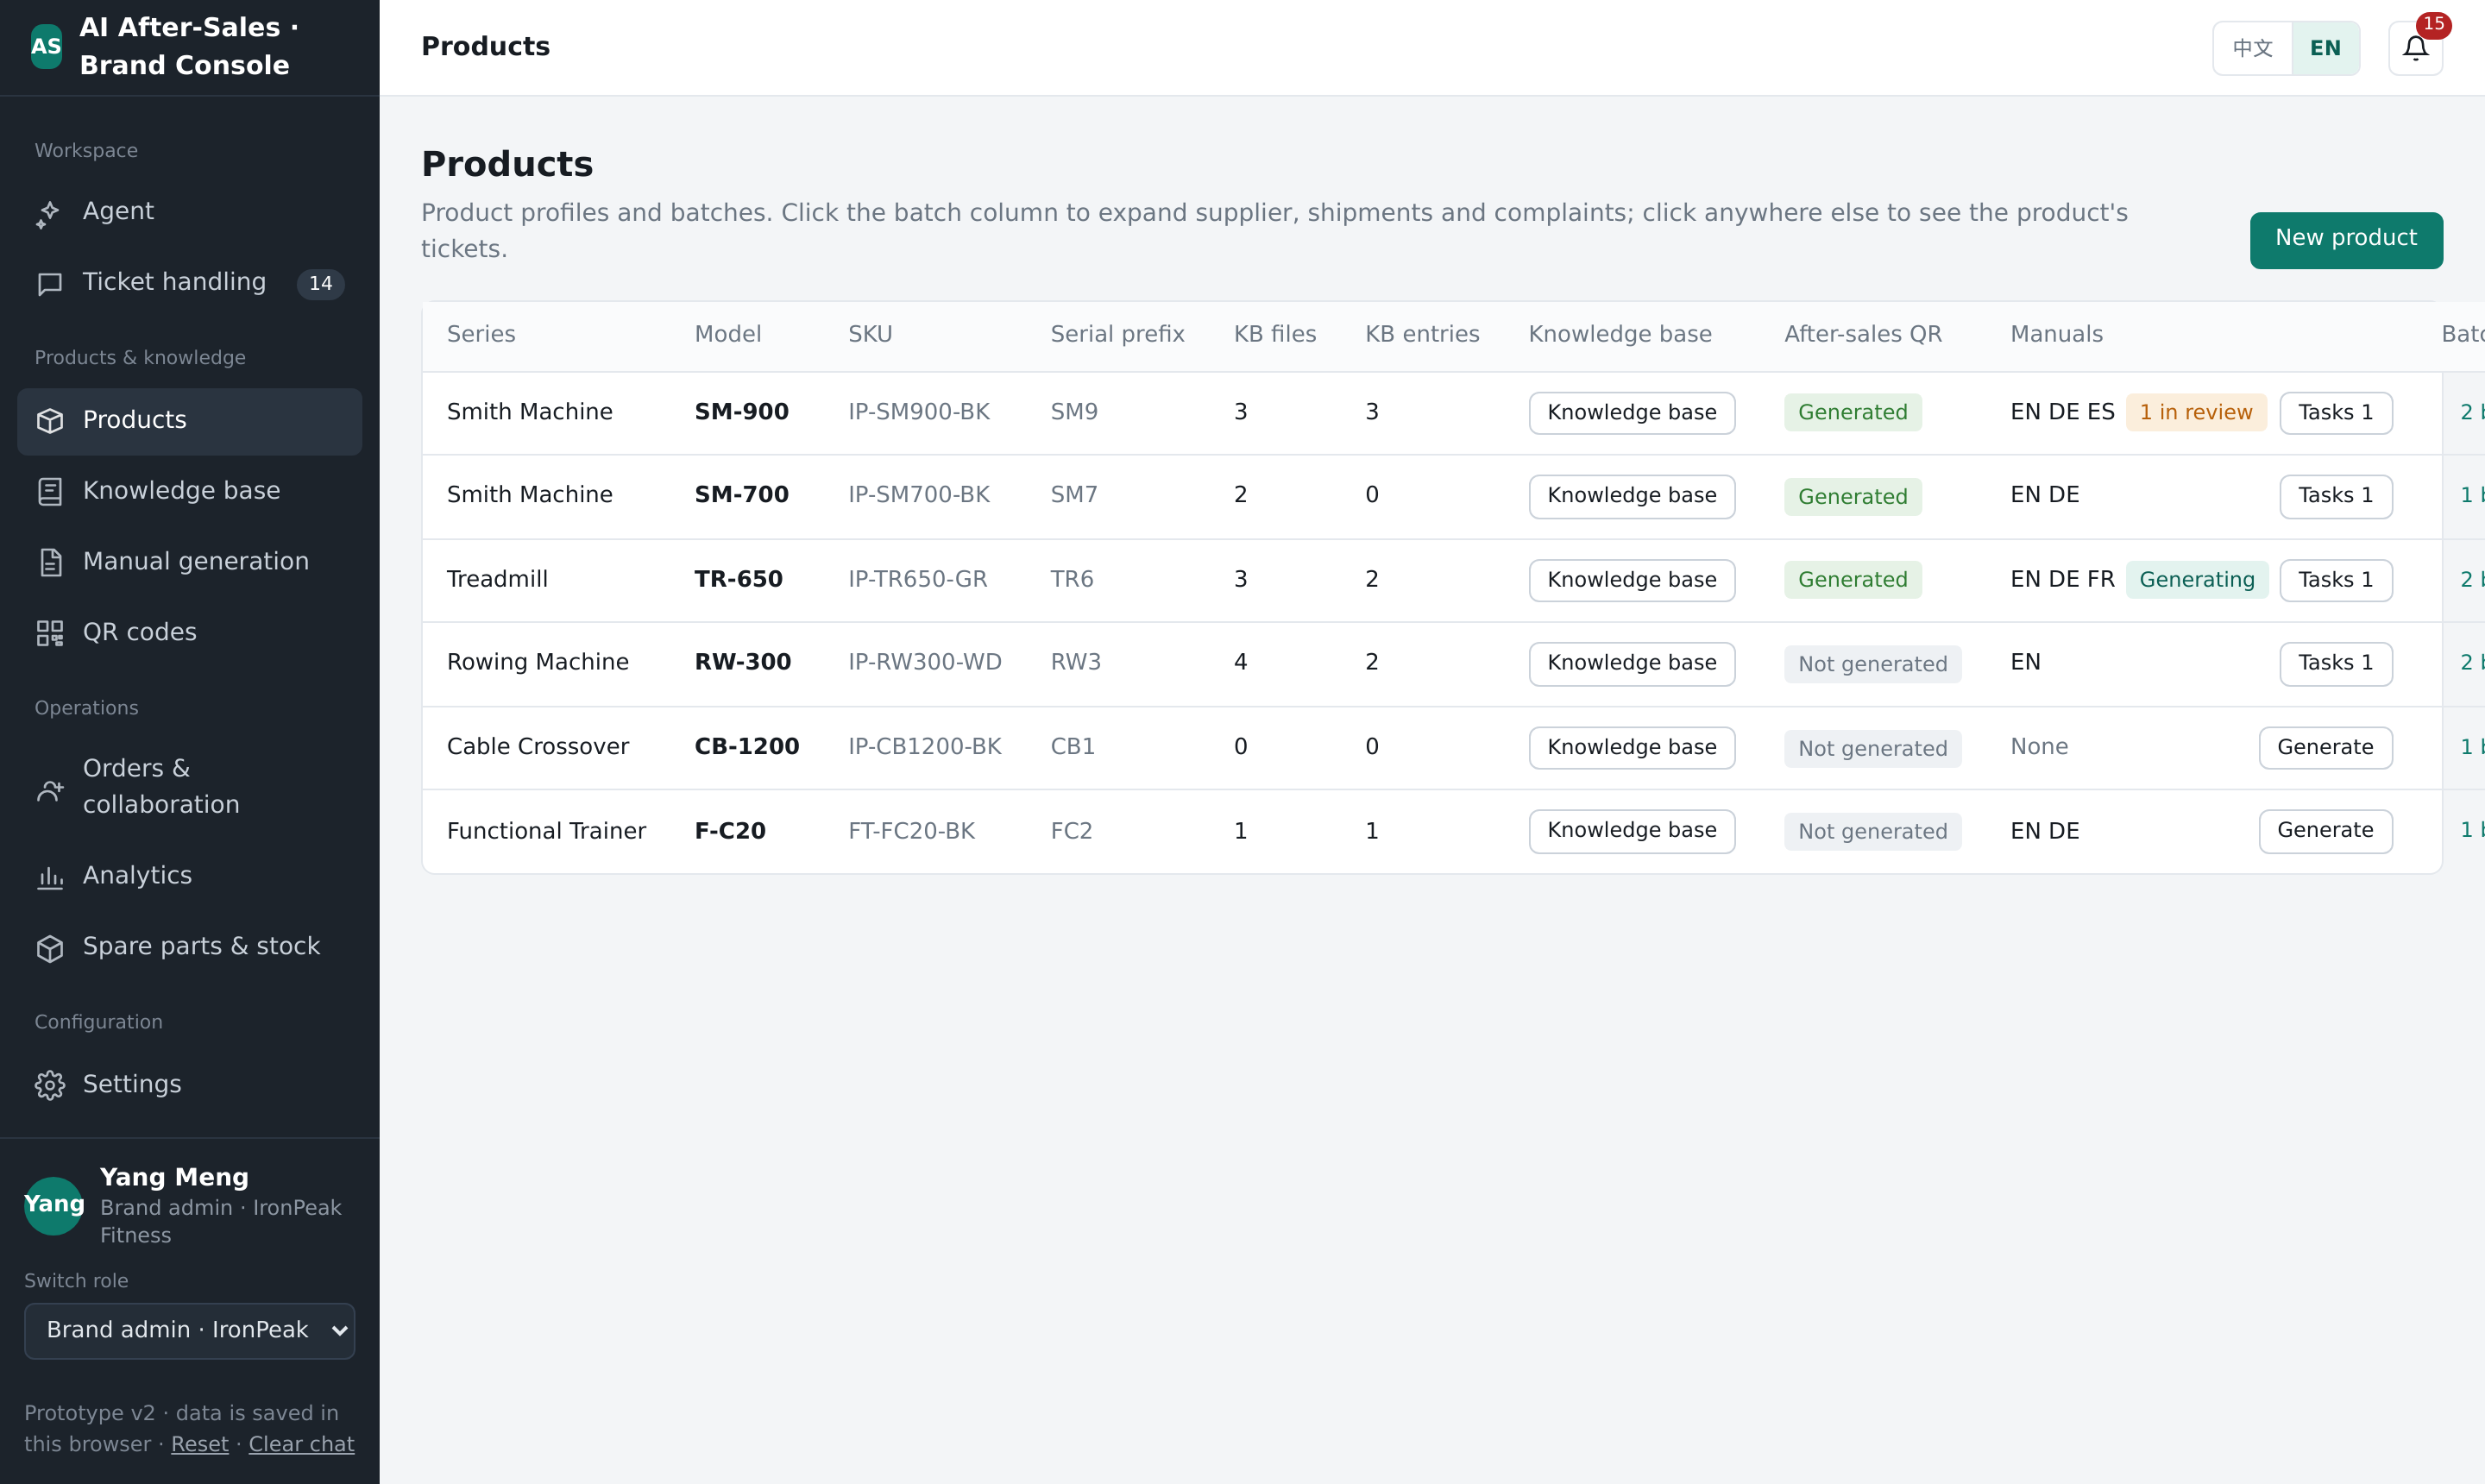 AS
AI After-Sales ·
Brand Console
Workspace
Agent
Ticket handling 14
Products & knowledge
Products
Knowledge base
Manual generation
QR codes
Operations
Orders &
collaboration
Analytics
Spare parts & stock
Configuration
Settings
Yang
Yang Meng
Brand admin · IronPeak
Fitness
Switch role
Brand admin · IronPeak
Prototype v2 · data is saved in
this browser · Reset · Clear chat
Products
中文 EN
15
Products
Product profiles and batches. Click the batch column to expand supplier, shipments and complaints; click anywhere else to see the product's
tickets.
New product
Series Model SKU Serial prefix KB files KB entries Knowledge base After-sales QR Manuals
Smith Machine SM-900 IP-SM900-BK SM9 3 3 Knowledge base Generated EN DE ES 1 in review Tasks 1 2
Smith Machine SM-700 IP-SM700-BK SM7 2 0 Knowledge base Generated EN DE Tasks 1 1
Treadmill TR-650 IP-TR650-GR TR6 3 2 Knowledge base Generated EN DE FR Generating Tasks 1 2
Rowing Machine RW-300 IP-RW300-WD RW3 4 2 Knowledge base Not generated EN Tasks 1 2
Cable Crossover CB-1200 IP-CB1200-BK CB1 0 0 Knowledge base Not generated None Generate 1
Functional Trainer F-C20 FT-FC20-BK FC2 1 1 Knowledge base Not generated EN DE Generate 1